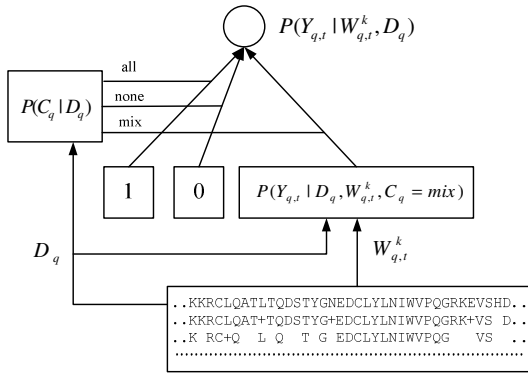 P(Y_{q,t} | W^k_{q,t}, D_q)
all
P(C_q | D_q)
none
mix
1
0
P(Y_{q,t} | D_q, W^k_{q,t}, C_q = mix)
D_q
W^k_{q,t}
..KKRCLQATLTQDSTYGNEDCLYLNIWVPQGRKEVSHD...
..KKRCLQAT+TQDSTYG+EDCLYLNIWVPQGRK+VS D...
..K RC+Q L Q T G EDCLYLNIWVPQG VS ...